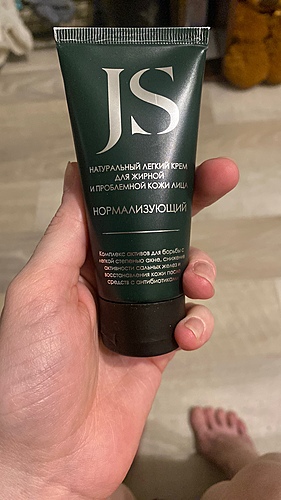 JS
НАТУРАЛЬНЫЙ ЛЕГКИЙ КРЕМ
ДЛЯ ЖИРНОЙ
И ПРОБЛЕМНОЙ КОЖИ ЛИЦА
НОРМАЛИЗУЮЩИЙ
Комплекс активов для борьбы с
легкой степенью акне, снижения
активности сальных желез и
восстановления кожи после
средств с антибиотиками